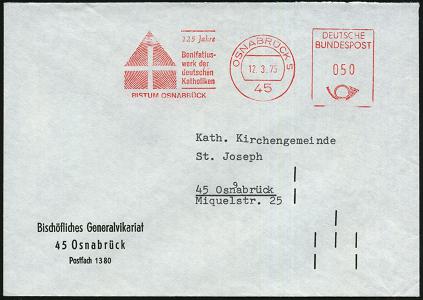 125 Jahre
Bonifatius-
werk der
deutschen
Katholiken
BISTUM OSNABRÜCK
OSNABRÜCK 5
12.3.75
45
DEUTSCHE
BUNDESPOST
050
Kath. Kirchengemeinde
St. Joseph
9
45 Osnabrück
Miquelstr. 25
Bischöfliches Generalvikariat
45 Osnabrück
Postfach 1380